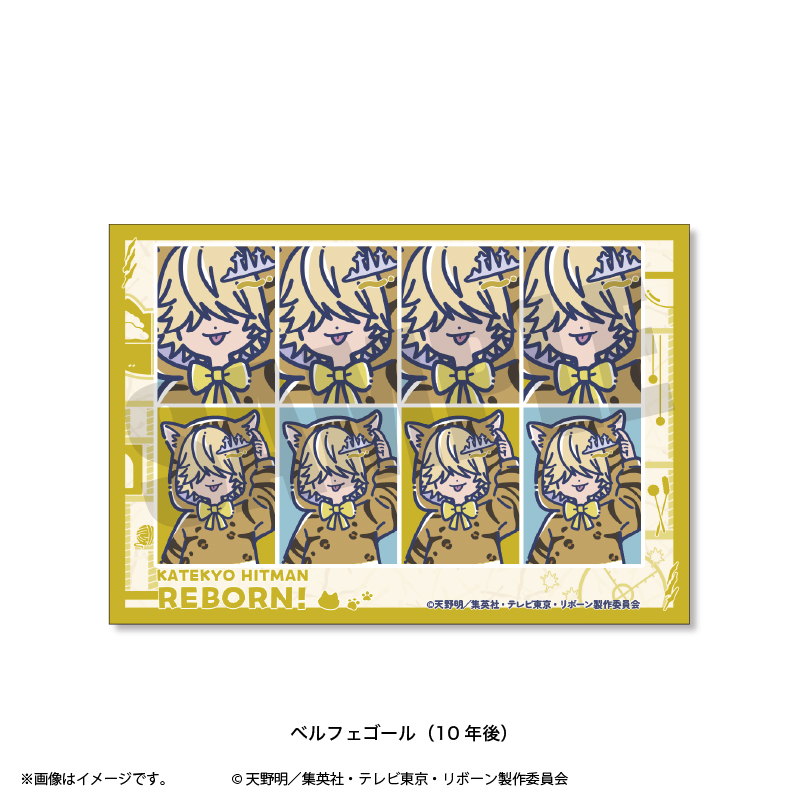 KATEKYO HITMAN
REBORN!
©天野明／集英社・テレビ東京・リボーン製作委員会
ベルフェゴール（10年後）
※画像はイメージです。 ©天野明／集英社・テレビ東京・リボーン製作委員会